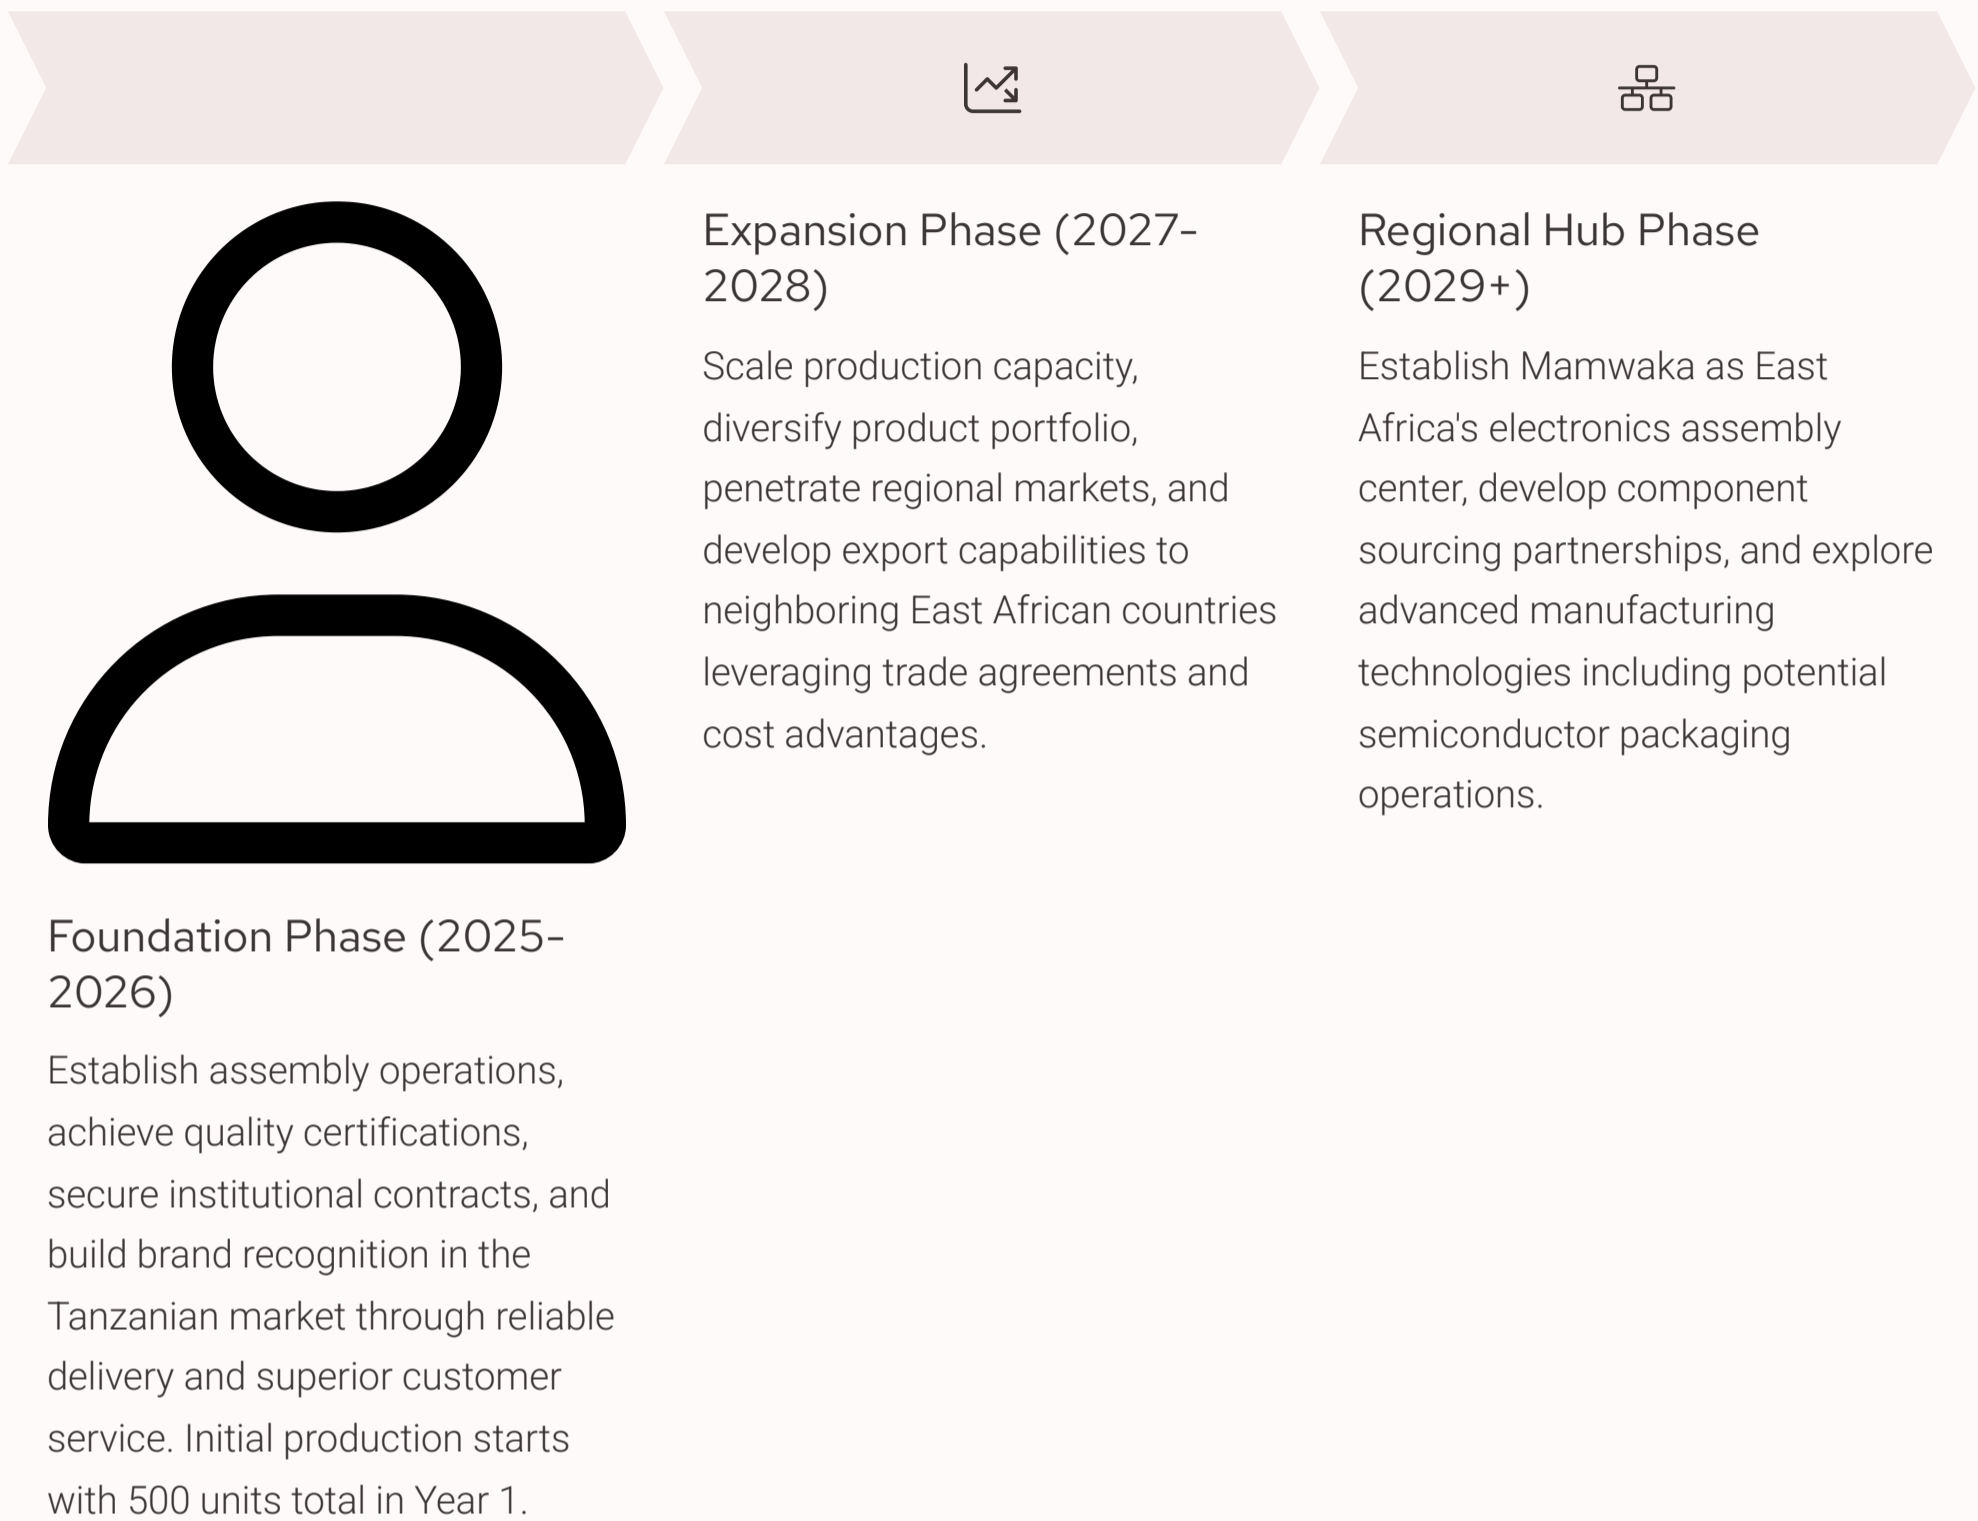 Foundation Phase (2025-
2026)
Establish assembly operations,
achieve quality certifications,
secure institutional contracts, and
build brand recognition in the
Tanzanian market through reliable
delivery and superior customer
service. Initial production starts
with 500 units total in Year 1.
Expansion Phase (2027-
2028)
Scale production capacity,
diversify product portfolio,
penetrate regional markets, and
develop export capabilities to
neighboring East African countries
leveraging trade agreements and
cost advantages.
Regional Hub Phase
(2029+)
Establish Mamwaka as East
Africa's electronics assembly
center, develop component
sourcing partnerships, and explore
advanced manufacturing
technologies including potential
semiconductor packaging
operations.